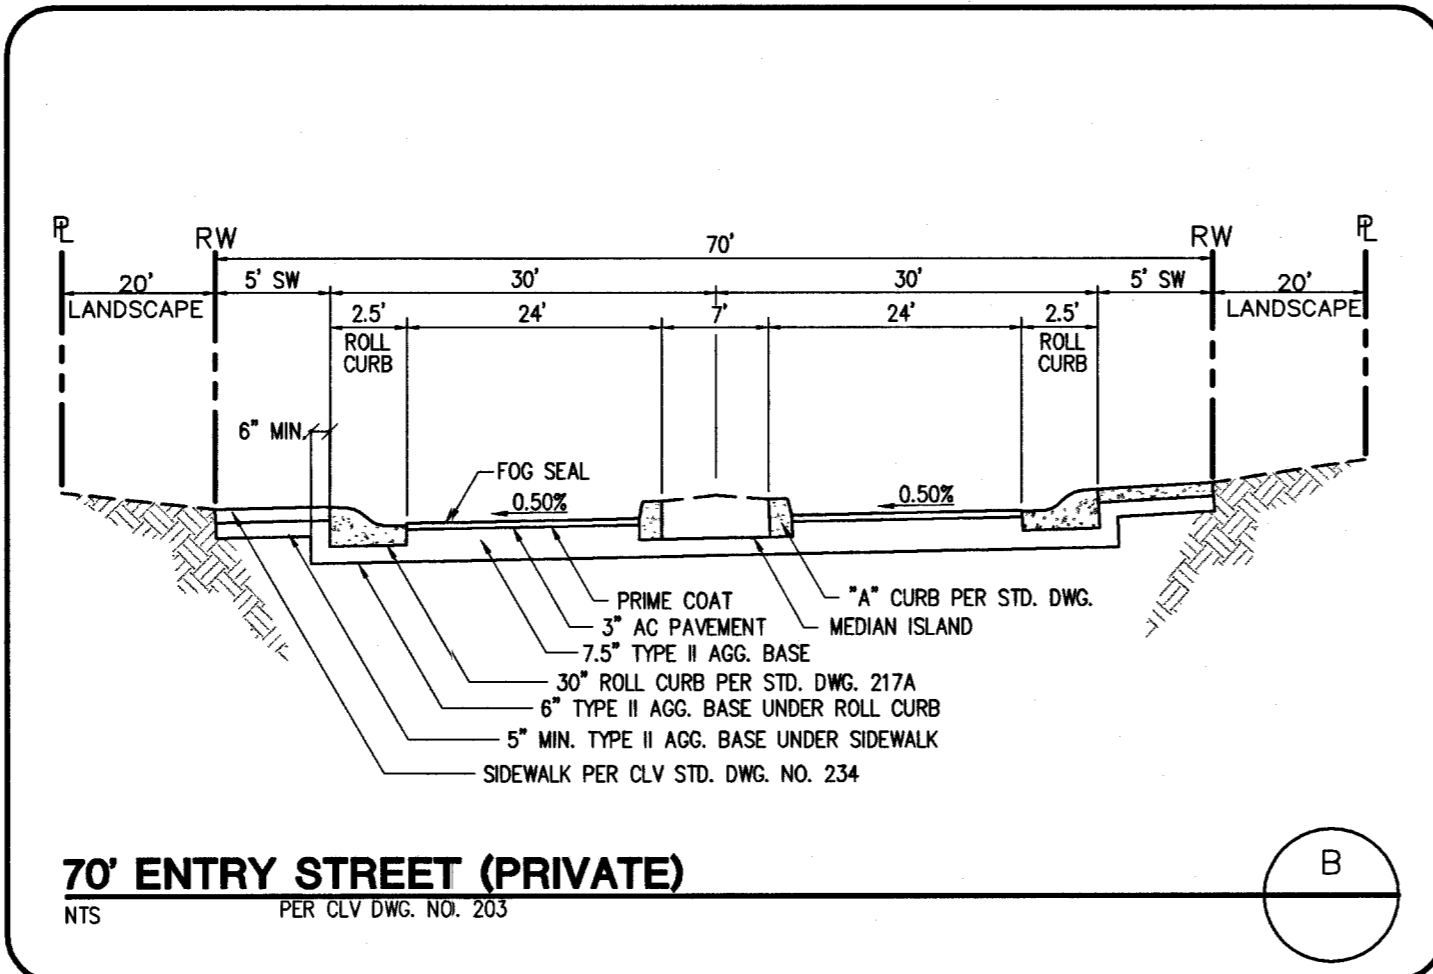 PL
RW
70'
RW
PL
20'
LANDSCAPE
5' SW
30'
30'
5' SW
20'
LANDSCAPE
2.5'
ROLL
CURB
24'
7'
24'
2.5'
ROLL
CURB
6" MIN.
FOG SEAL
0.50%
0.50%
PRIME COAT
"A" CURB PER STD. DWG.
3" AC PAVEMENT
MEDIAN ISLAND
7.5" TYPE II AGG. BASE
30" ROLL CURB PER STD. DWG. 217A
6" TYPE II AGG. BASE UNDER ROLL CURB
5" MIN. TYPE II AGG. BASE UNDER SIDEWALK
SIDEWALK PER CLV STD. DWG. NO. 234
70' ENTRY STREET (PRIVATE)
NTS
PER CLV DWG. NO. 203
B